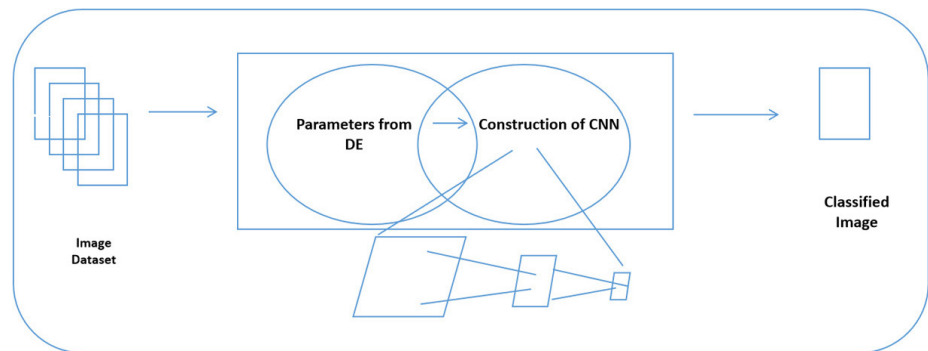 Parameters from
DE
Construction of CNN
Image
Dataset
Classified
Image